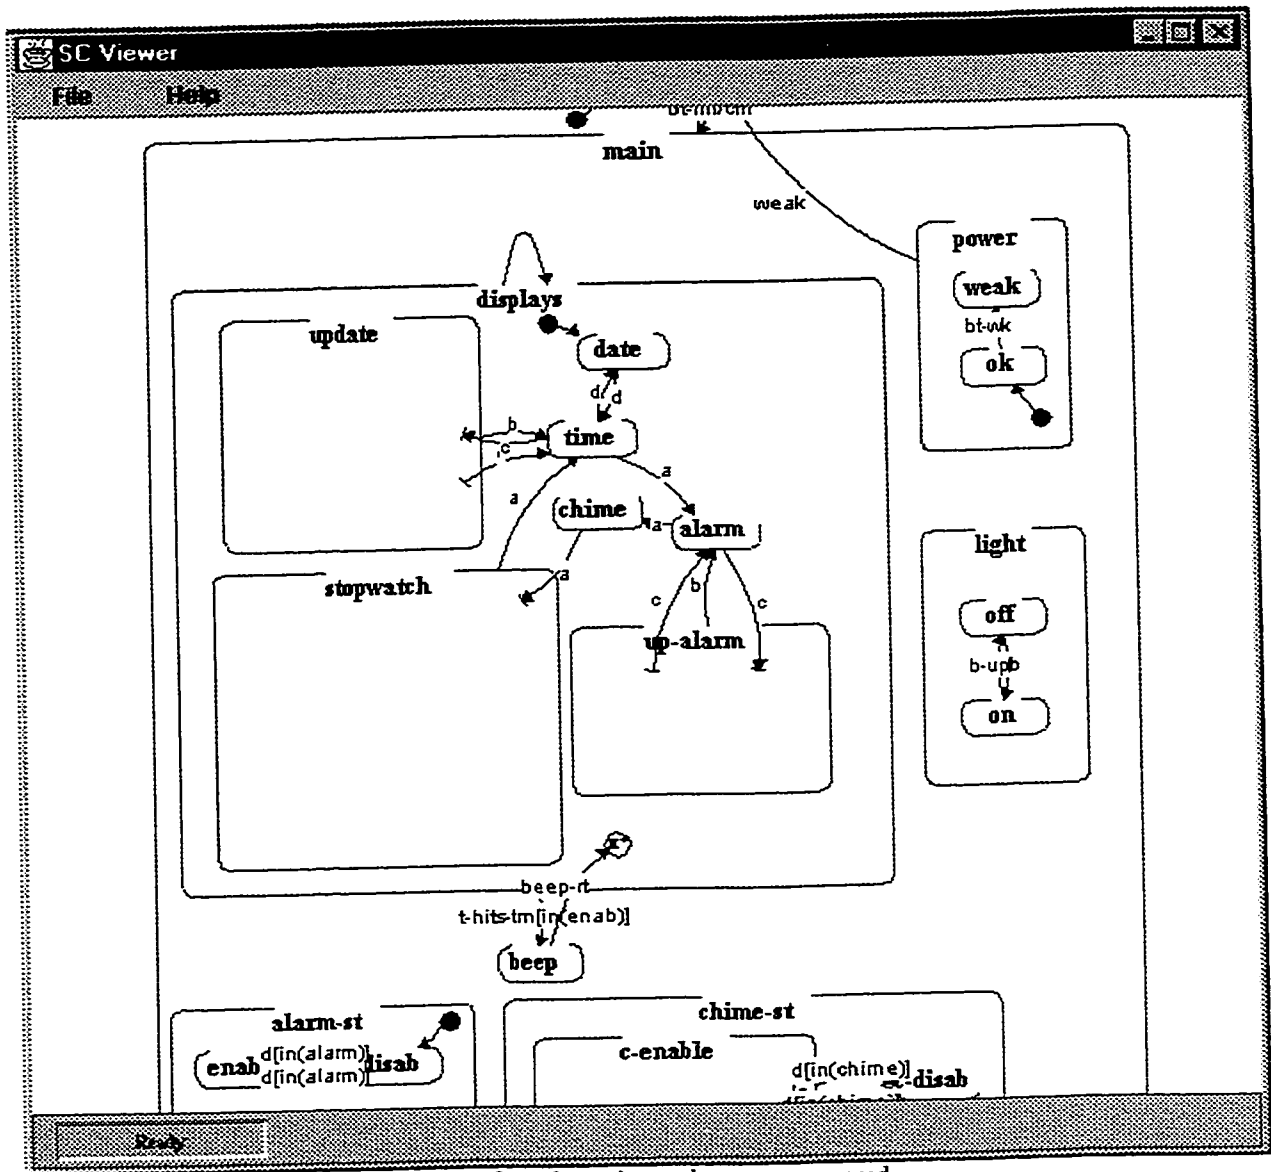 SC Viewer
File Help
main
weak
power
weak
bt-wk
ok
displays
update
date
d
d
b
time
c
a
a
chime
a
alarm
light
stopwatch
a
c
b
c
off
up-alarm
b-up
b
on
beep-rt
t-hits-tm[in(enab)]
beep
alarm-st
chime-st
enab
d[in(alarm)]
disab
d[in(alarm)]
c-enable
d[in(chime)]
-disab
Ready